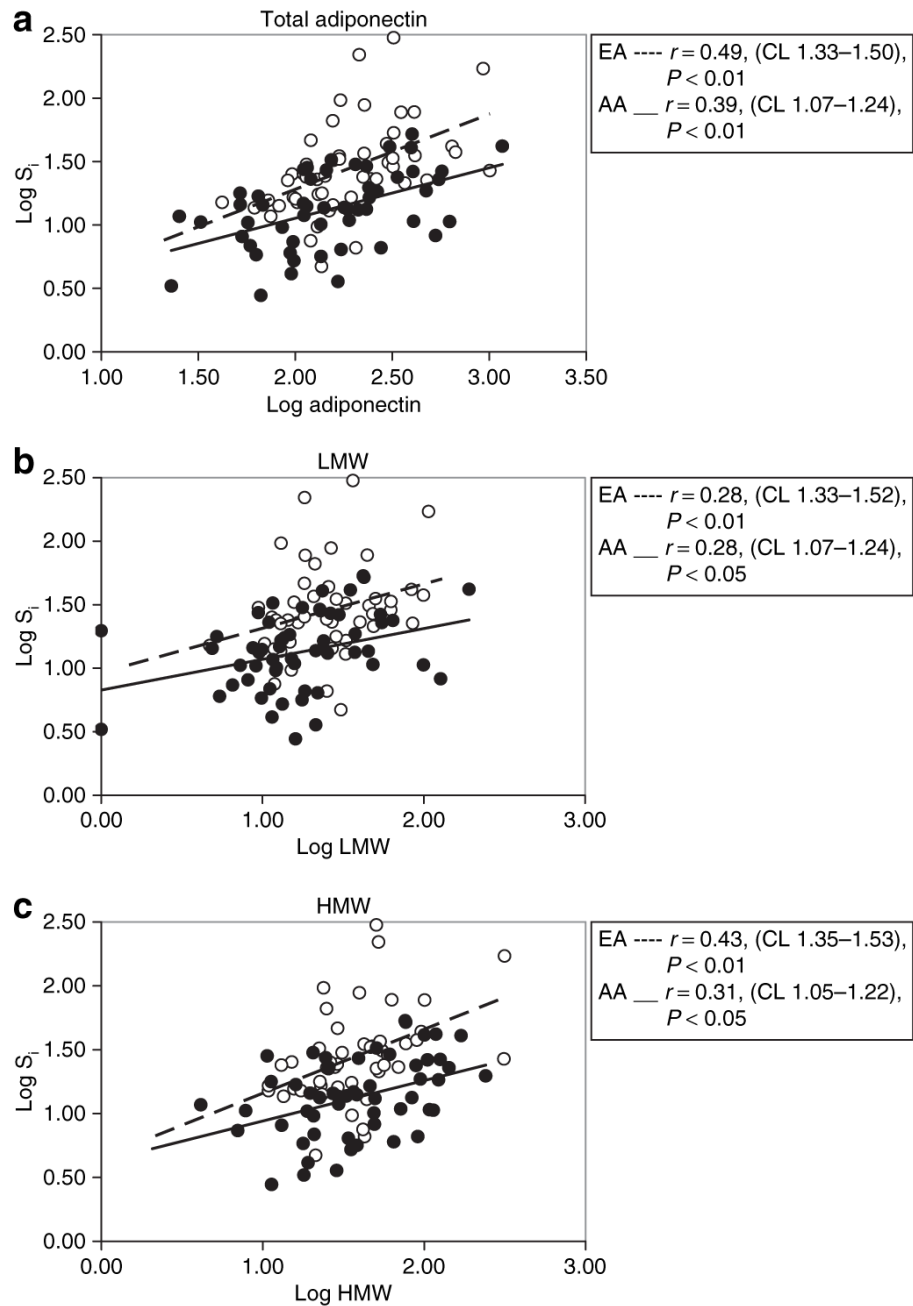 a
Total adiponectin
2.50
2.00
1.50
1.00
0.50
0.00
Log Si
1.00 1.50 2.00 2.50 3.00 3.50
Log adiponectin
EA ---- r = 0.49, (CL 1.33–1.50),
P < 0.01
AA __ r = 0.39, (CL 1.07–1.24),
P < 0.01
b
LMW
2.50
2.00
1.50
1.00
0.50
0.00
Log Si
0.00 1.00 2.00 3.00
Log LMW
EA ---- r = 0.28, (CL 1.33–1.52),
P < 0.01
AA __ r = 0.28, (CL 1.07–1.24),
P < 0.05
c
HMW
2.50
2.00
1.50
1.00
0.50
0.00
Log Si
0.00 1.00 2.00 3.00
Log HMW
EA ---- r = 0.43, (CL 1.35–1.53),
P < 0.01
AA __ r = 0.31, (CL 1.05–1.22),
P < 0.05